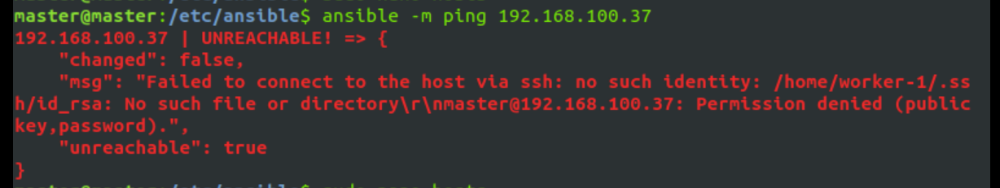 master@master:/etc/ansible$ ansible -m ping 192.168.100.37
192.168.100.37 | UNREACHABLE! => {
    "changed": false,
    "msg": "Failed to connect to the host via ssh: no such identity: /home/worker-1/.ss
h/id_rsa: No such file or directory\r\nmaster@192.168.100.37: Permission denied (public
key,password).",
    "unreachable": true
}